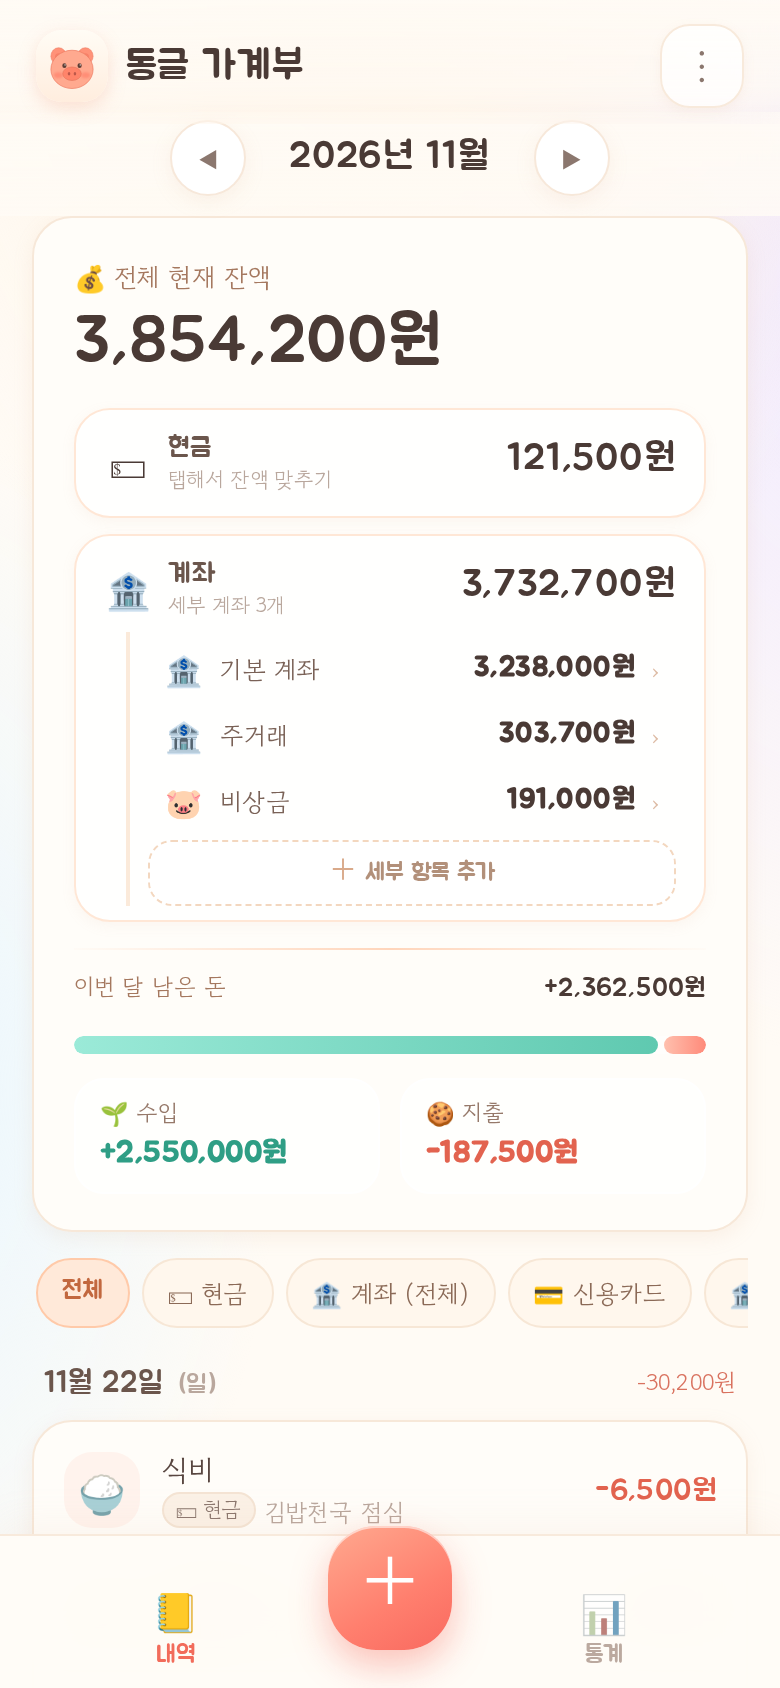 동글 가계부
2026년 11월
전체 현재 잔액
3,854,200원
현금
탭해서 잔액 맞추기
121,500원
계좌
세부 계좌 3개
3,732,700원
기본 계좌 3,238,000원 ›
주거래 303,700원 ›
비상금 191,000원 ›
+ 세부 항목 추가
이번 달 남은 돈 +2,362,500원
수입
+2,550,000원
지출
-187,500원
전체 현금 계좌 (전체) 신용카드
11월 22일 (일) -30,200원
식비
현금 김밥천국 점심
-6,500원
내역
통계